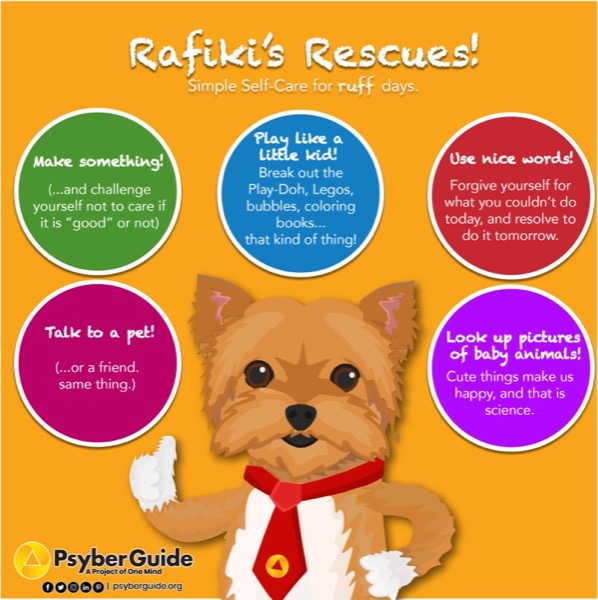 Rafiki's Rescues!
Simple Self-Care for ruff days.
Make something!
(...and challenge
yourself not to care if
it is "good" or not)
Play like a
little kid!
Break out the
Play-Doh, Legos,
bubbles, coloring
books...
that kind of thing!
Use nice words!
Forgive yourself for
what you couldn't do
today, and resolve to
do it tomorrow.
Talk to a pet!
(...or a friend.
same thing.)
Look up pictures
of baby animals!
Cute things make us
happy, and that is
science.
PsyberGuide
A Project of One Mind
| psyberguide.org